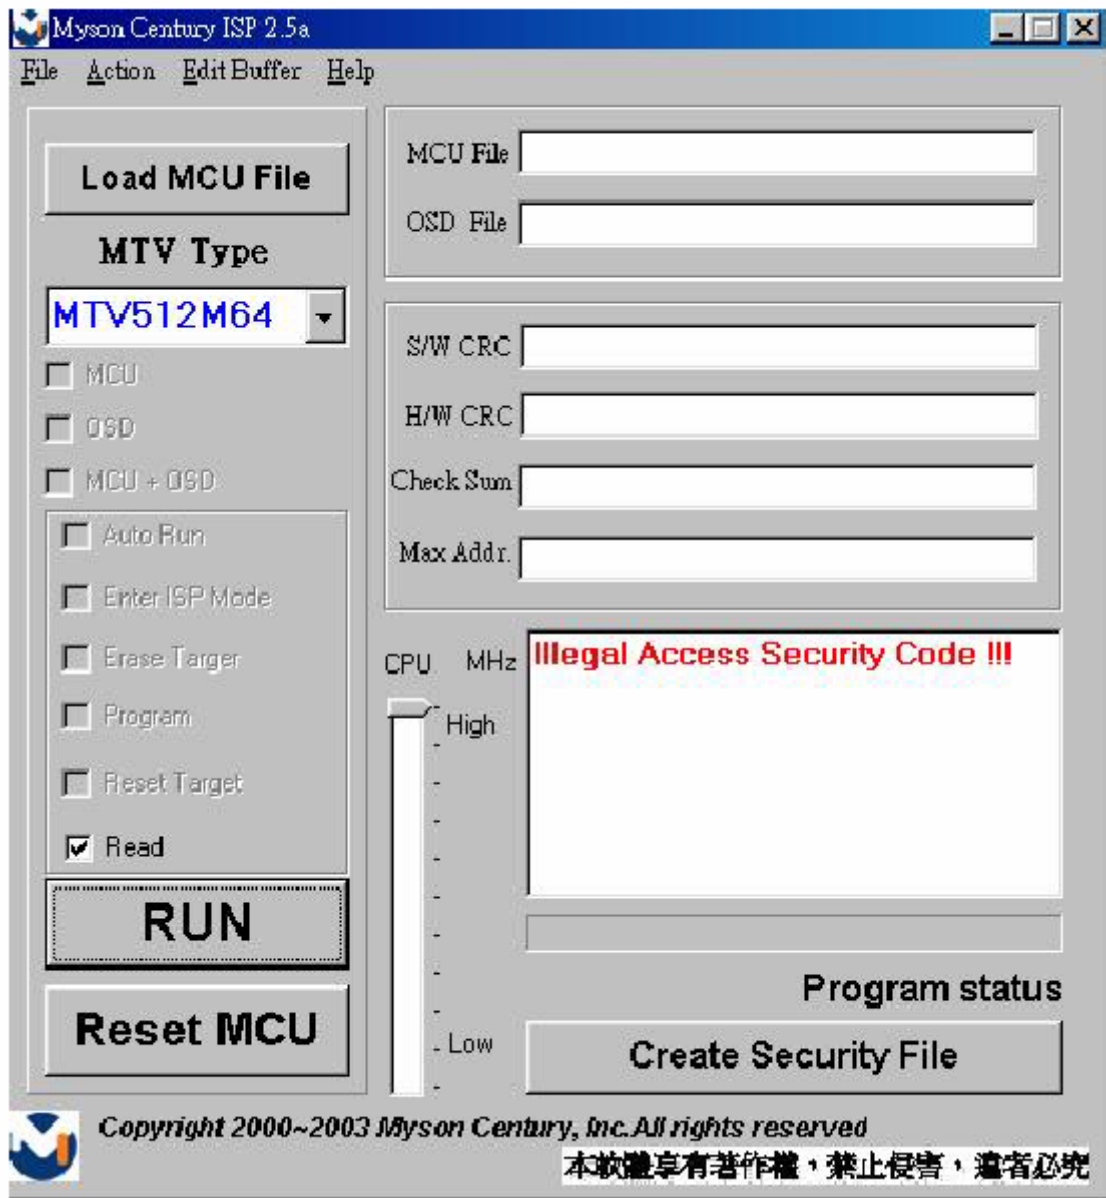 Myson Century ISP 2.5a
File Action Edit Buffer Help
Load MCU File
MTV Type
MTV512M64
MCU
OSD
MCU + OSD
Auto Run
Enter ISP Mode
Erase Targer
Program
Reset Target
Read
RUN
Reset MCU
MCU File
OSD File
S/W CRC
H/W CRC
Check Sum
Max Addr.
CPU MHz
High
Low
Illegal Access Security Code !!!
Program status
Create Security File
Copyright 2000~2003 Myson Century, Inc.All rights reserved
本軟體享有著作權,禁止侵害,違者必究